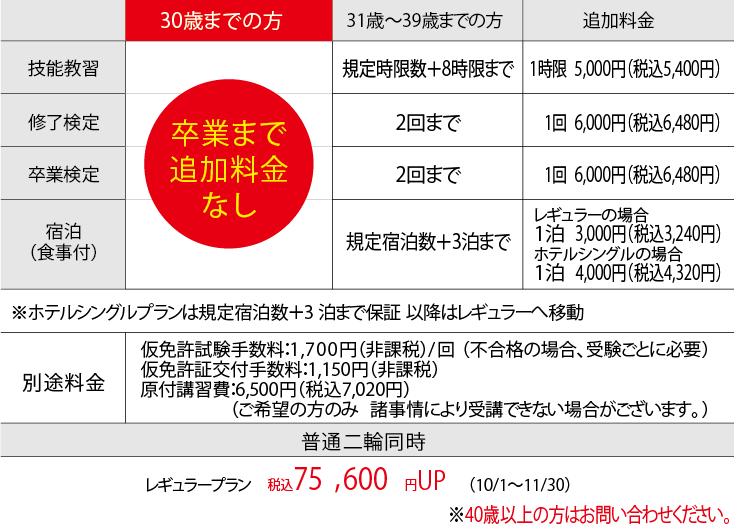 30歳までの方 31歳～39歳までの方 追加料金
技能教習 規定時限数＋8時限まで 1時限 5,000円（税込5,400円）
修了検定 2回まで 1回 6,000円（税込6,480円）
卒業まで
追加料金
なし
卒業検定 2回まで 1回 6,000円（税込6,480円）
宿泊
（食事付） 規定宿泊数＋3泊まで
レギュラーの場合
1泊 3,000円（税込3,240円）
ホテルシングルの場合
1泊 4,000円（税込4,320円）
※ホテルシングルプランは規定宿泊数＋3 泊まで保証 以降はレギュラーへ移動
別途料金
仮免許試験手数料：1,700円（非課税）/回 （不合格の場合、受験ごとに必要）
仮免許証交付手数料：1,150円（非課税）
原付講習費：6,500円（税込7,020円）
（ご希望の方のみ 諸事情により受講できない場合がございます。）
普通二輪同時
レギュラープラン 税込75 ,600 円UP （10/1～11/30）
※40歳以上の方はお問い合わせください。